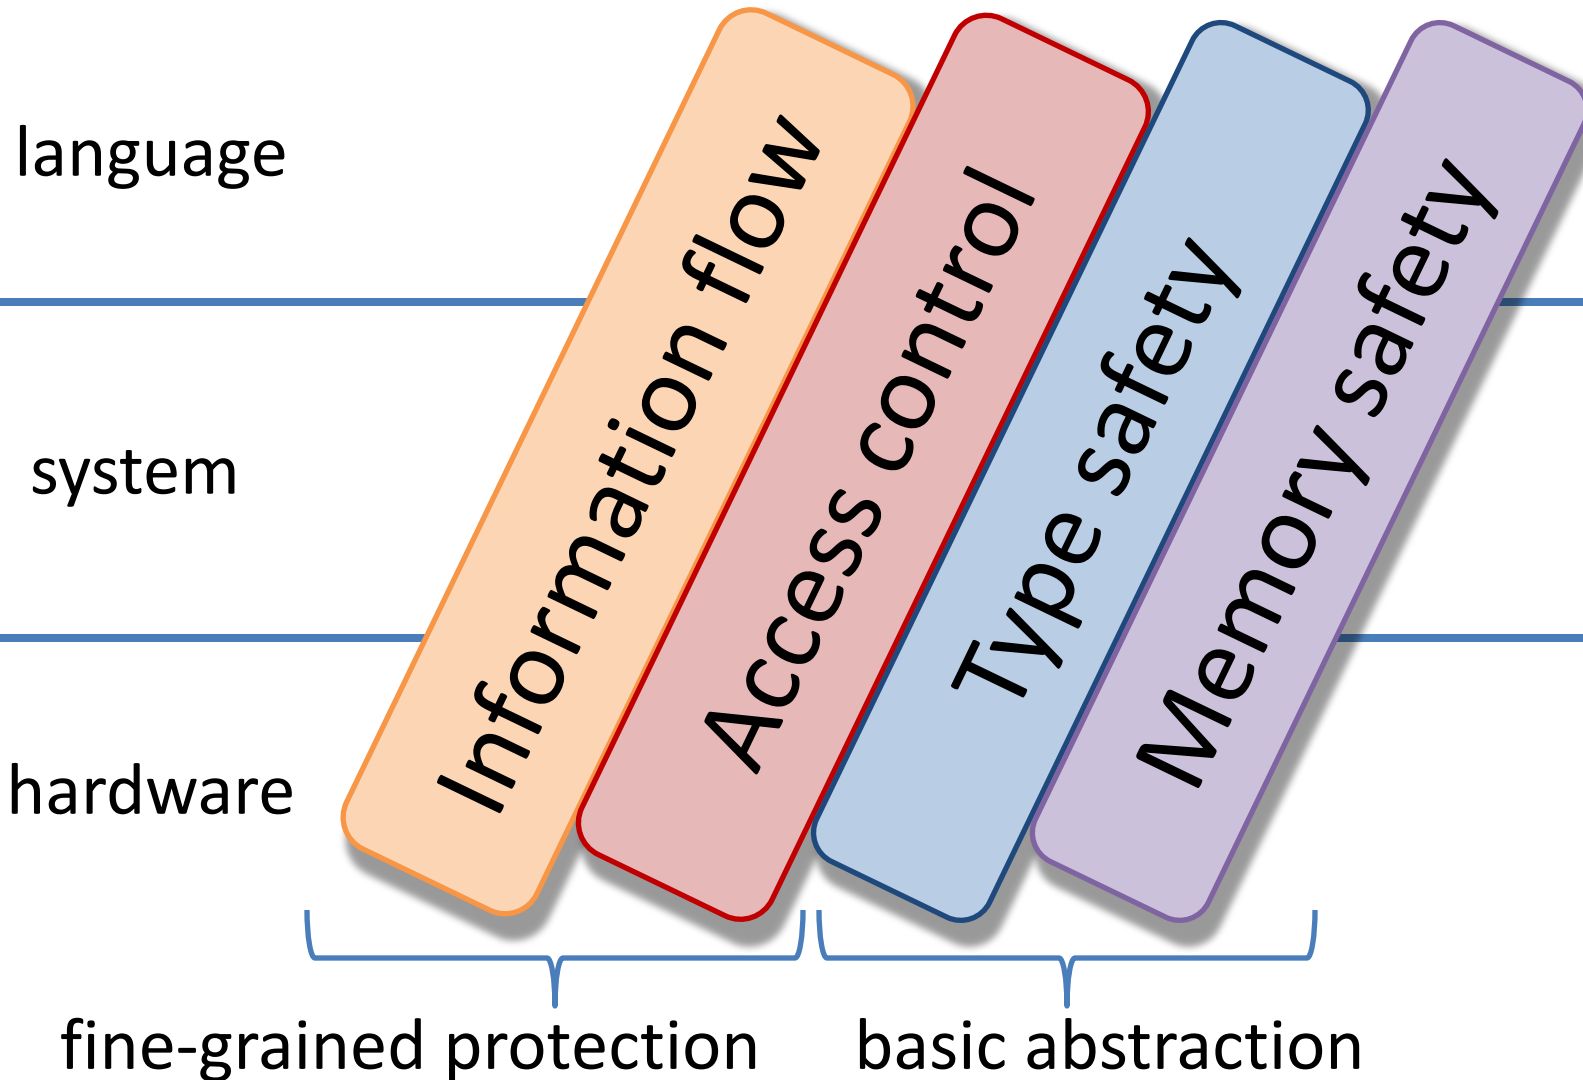 language
system
hardware
Information flow
Access control
Type safety
Memory safety
fine-grained protection
basic abstraction